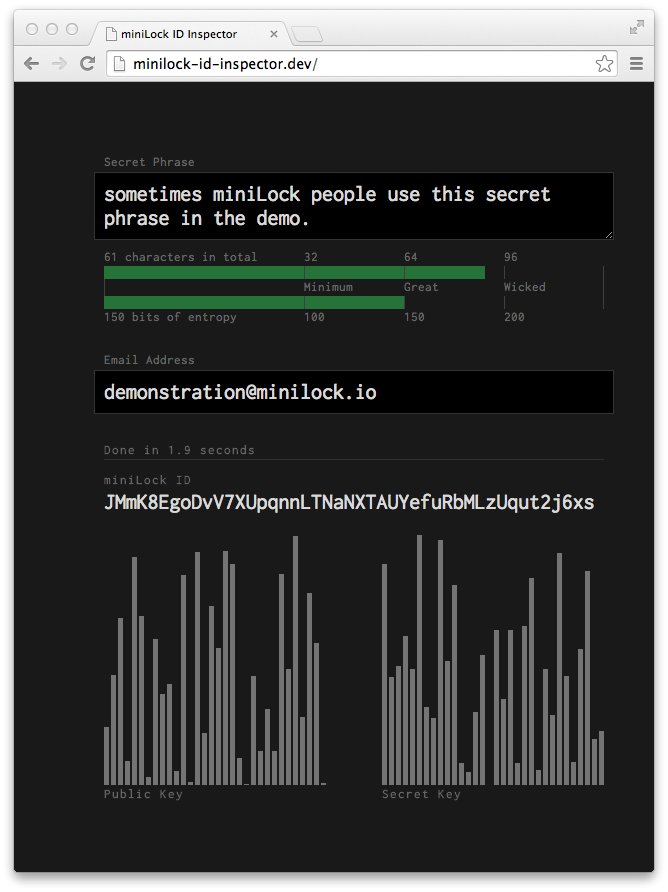 miniLock ID Inspector
minilock-id-inspector.dev/
Secret Phrase
sometimes miniLock people use this secret
phrase in the demo.
61 characters in total 32 64 96
Minimum Great Wicked
150 bits of entropy 100 150 200
Email Address
demonstration@minilock.io
Done in 1.9 seconds
miniLock ID
JMmK8EgoDvV7XUpqnnLTNaNXTAUYefuRbMLzUqut2j6xs
Public Key Secret Key